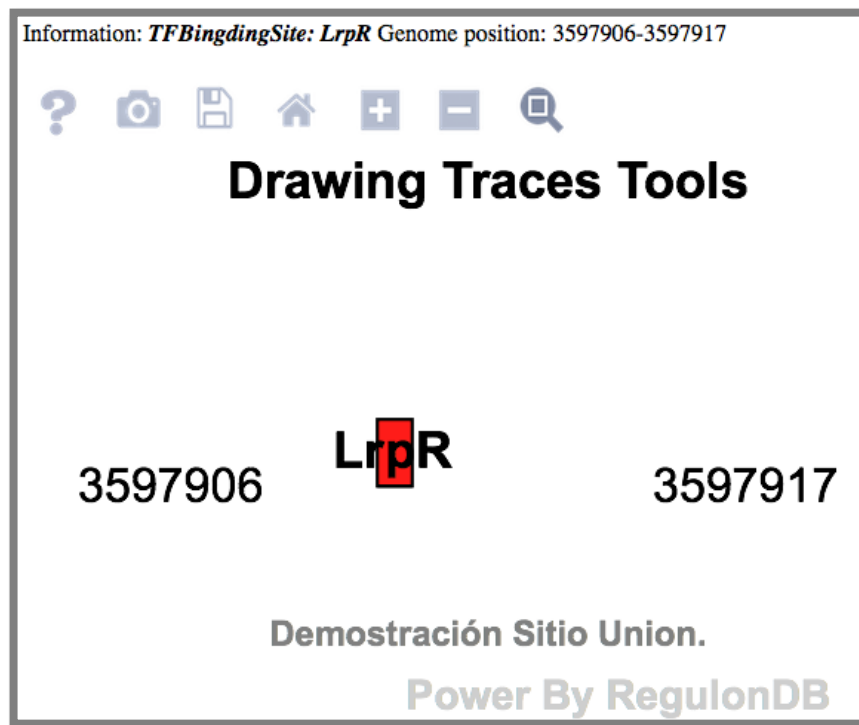 Information: TFBingdingSite: LrpR Genome position: 3597906-3597917
Drawing Traces Tools
LrpR
3597906 3597917
Demostración Sitio Union.
Power By RegulonDB